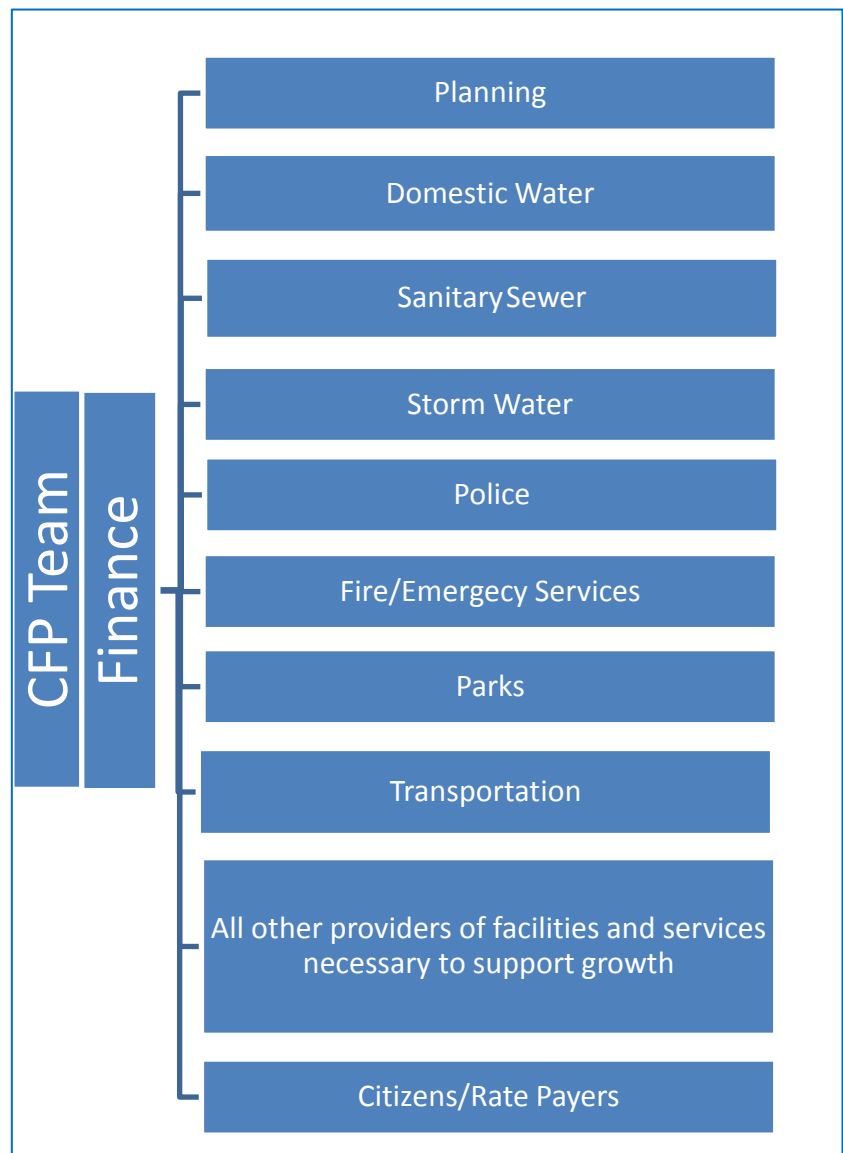 CFP Team
Finance
Planning
Domestic Water
Sanitary Sewer
Storm Water
Police
Fire/Emergecy Services
Parks
Transportation
All other providers of facilities and services
necessary to support growth
Citizens/Rate Payers